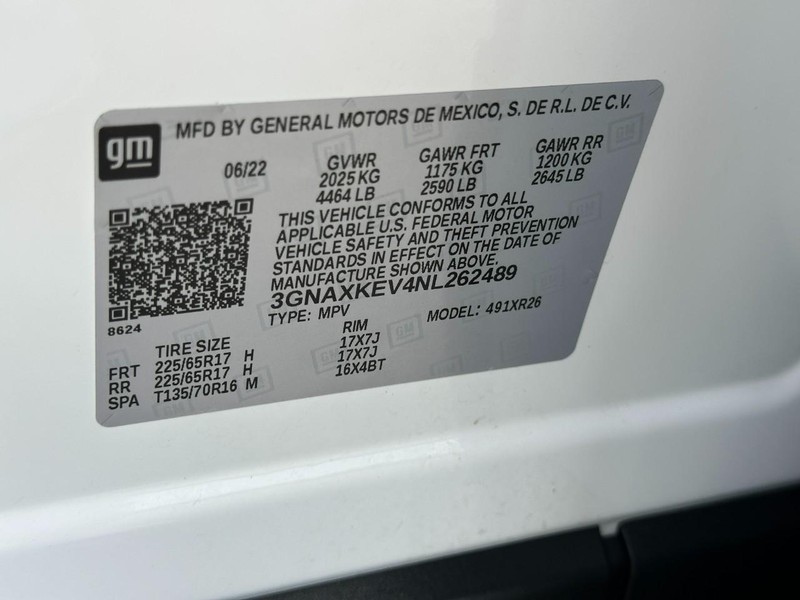 gm
MFD BY GENERAL MOTORS DE MEXICO, S. DE R.L. DE C.V.
06/22 GVWR GAWR FRT GAWR RR
2025 KG 1175 KG 1200 KG
4464 LB 2590 LB 2645 LB
THIS VEHICLE CONFORMS TO ALL
APPLICABLE U.S. FEDERAL MOTOR
VEHICLE SAFETY AND THEFT PREVENTION
STANDARDS IN EFFECT ON THE DATE OF
MANUFACTURE SHOWN ABOVE.
3GNAXKEV4NL262489
TYPE: MPV MODEL: 491XR26
8624
TIRE SIZE RIM
FRT 225/65R17 H 17X7J
RR 225/65R17 H 17X7J
SPA T135/70R16 M 16X4BT